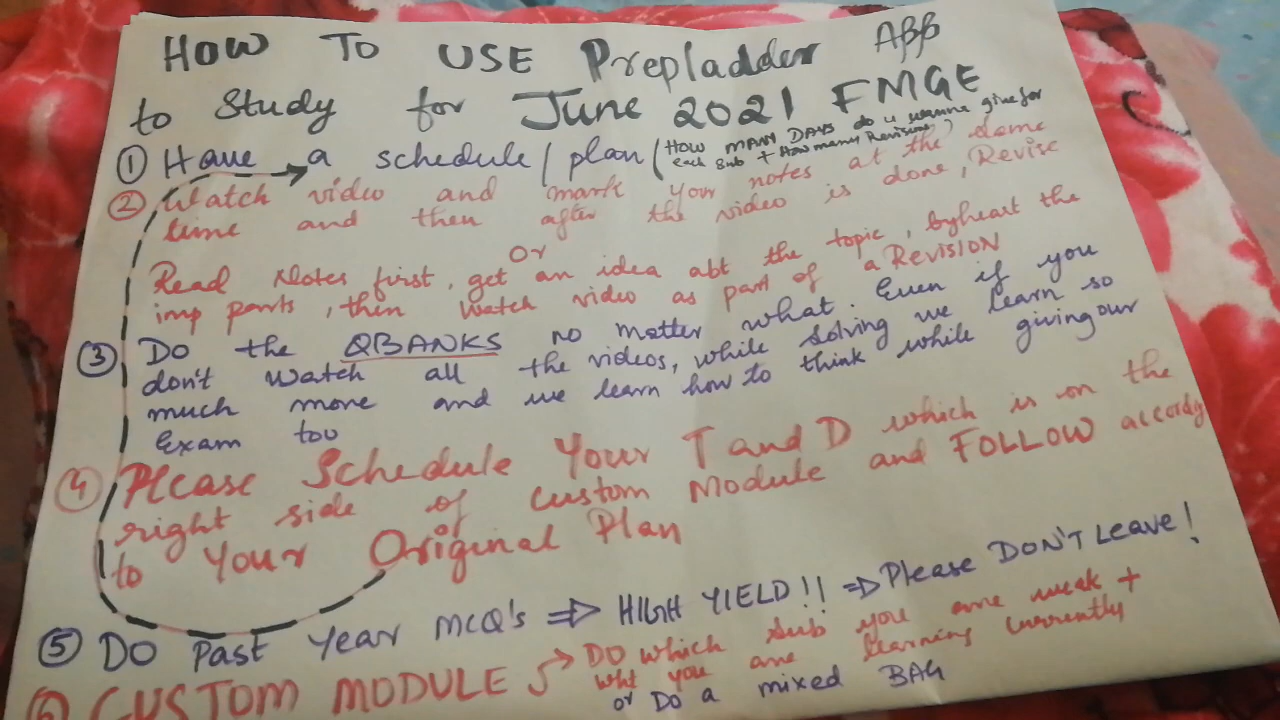 HOW TO USE Prepladder App
to Study for June 2021 FMGE
① Have a schedule / plan (HOW MANY DAYS do u wanna give for
each sub + How many Revisions)
② Watch video and mark your notes at the same
time and then after the video is done, Revise
Or
Read Notes first, get an idea abt the topic, byheart the
imp parts, then Watch video as part of a Revision
③ Do the QBANKS no matter what. Even if you
don't watch all the videos, while solving we learn so
much more and we learn how to think while giving our
Exam too
④ Please Schedule Your T and D which is on the
right side of custom Module and FOLLOW accordy
to Your Original Plan
⑤ DO Past Year MCQ's ⇒ HIGH YIELD!! ⇒ Please DON'T Leave!
⑥ CUSTOM MODULE → DO which sub you are weak +
wht you are learning currently
or Do a mixed BAG